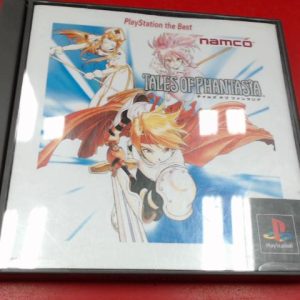 PlayStation the Best
namco
TALES OF PHANTASIA
テイルズ オブ ファンタジア
PlayStation